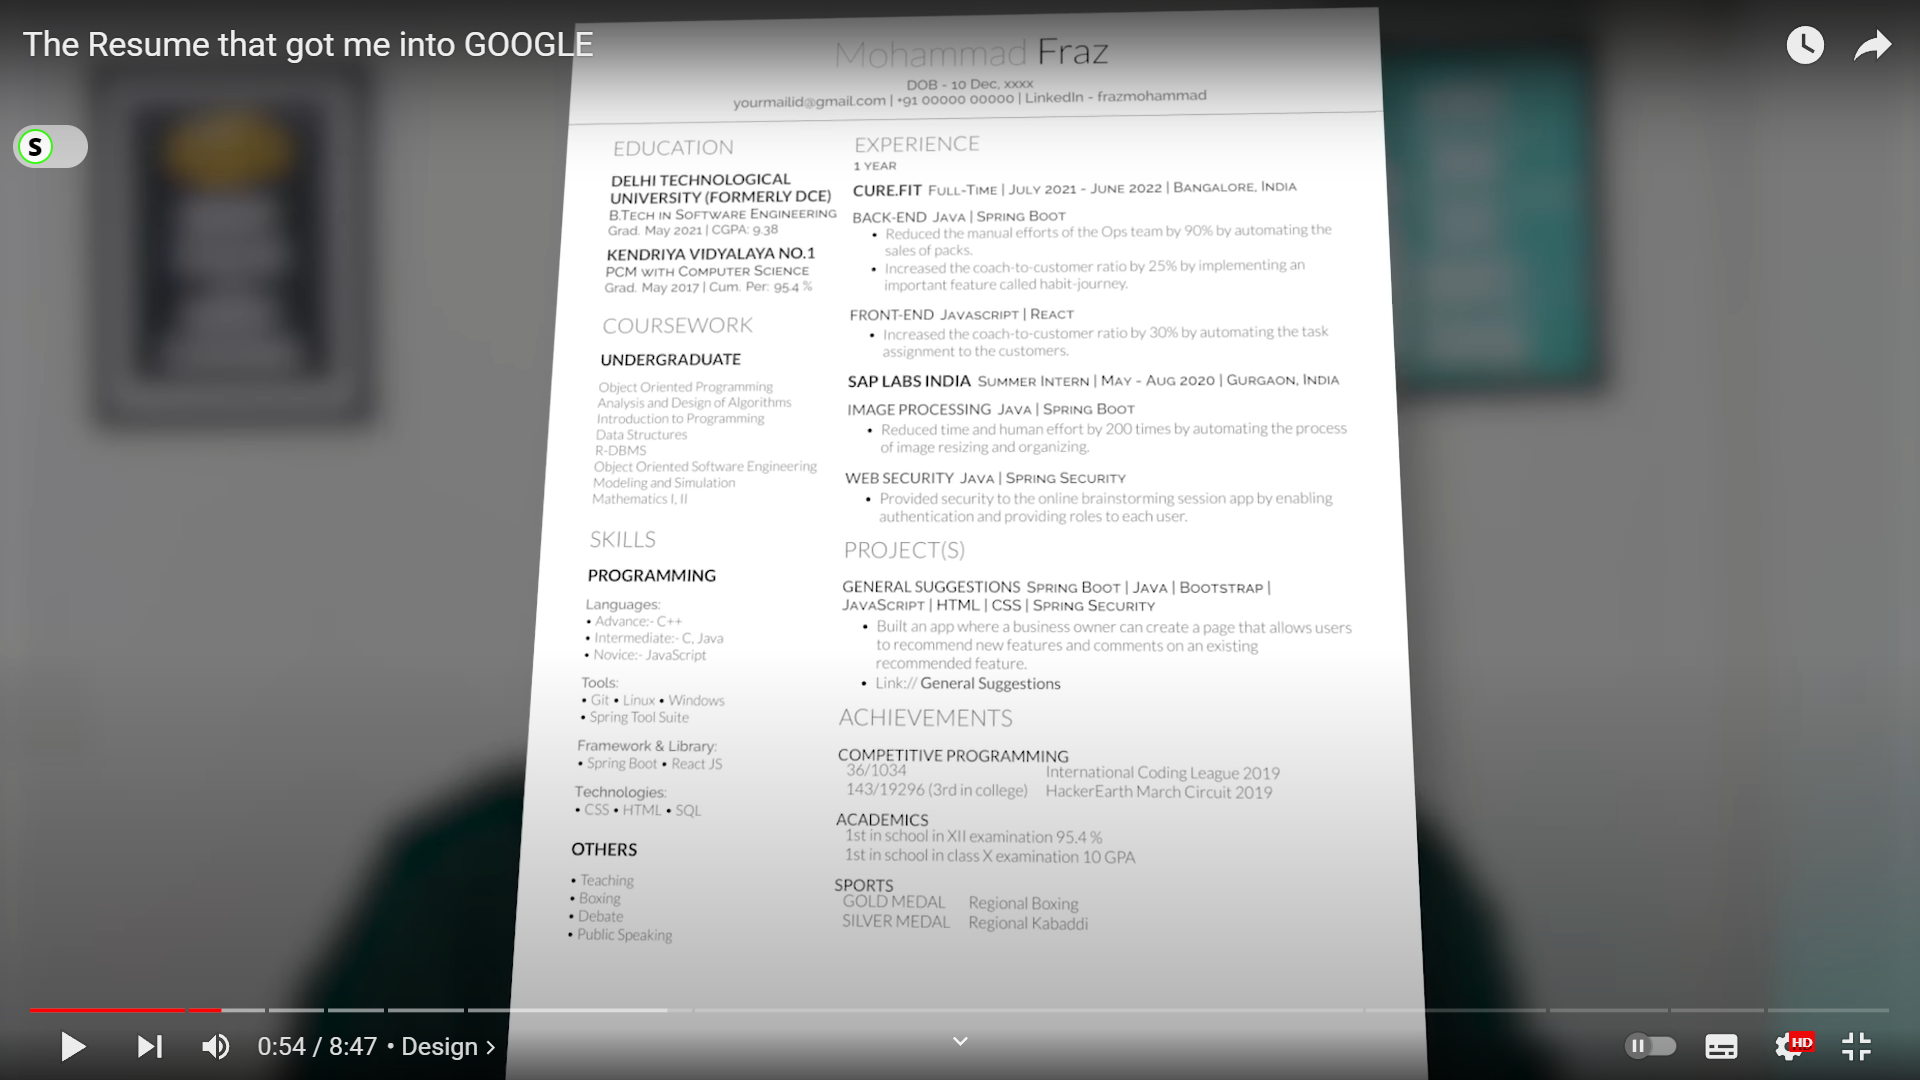 The Resume that got me into GOOGLE
S
Mohammad Fraz
DOB - 10 Dec, xxxx
yourmailid@gmail.com | +91 00000 00000 | LinkedIn - frazmohammad
EDUCATION
DELHI TECHNOLOGICAL
UNIVERSITY (FORMERLY DCE)
B.TECH IN SOFTWARE ENGINEERING
Grad. May 2021 | CGPA: 9.38
KENDRIYA VIDYALAYA NO.1
PCM WITH COMPUTER SCIENCE
Grad. May 2017 | Cum. Per: 95.4 %
COURSEWORK
UNDERGRADUATE
Object Oriented Programming
Analysis and Design of Algorithms
Introduction to Programming
Data Structures
R-DBMS
Object Oriented Software Engineering
Modeling and Simulation
Mathematics I, II
SKILLS
PROGRAMMING
Languages:
• Advance:- C++
• Intermediate:- C, Java
• Novice:- JavaScript
Tools:
• Git • Linux • Windows
• Spring Tool Suite
Framework & Library:
• Spring Boot • React JS
Technologies:
• CSS • HTML • SQL
OTHERS
• Teaching
• Boxing
• Debate
• Public Speaking
EXPERIENCE
1 YEAR
CURE.FIT FULL-TIME | JULY 2021 - JUNE 2022 | BANGALORE, INDIA
BACK-END JAVA | SPRING BOOT
• Reduced the manual efforts of the Ops team by 90% by automating the
sales of packs.
• Increased the coach-to-customer ratio by 25% by implementing an
important feature called habit-journey.
FRONT-END JAVASCRIPT | REACT
• Increased the coach-to-customer ratio by 30% by automating the task
assignment to the customers.
SAP LABS INDIA SUMMER INTERN | MAY - AUG 2020 | GURGAON, INDIA
IMAGE PROCESSING JAVA | SPRING BOOT
• Reduced time and human effort by 200 times by automating the process
of image resizing and organizing.
WEB SECURITY JAVA | SPRING SECURITY
• Provided security to the online brainstorming session app by enabling
authentication and providing roles to each user.
PROJECT(S)
GENERAL SUGGESTIONS SPRING BOOT | JAVA | BOOTSTRAP |
JAVASCRIPT | HTML | CSS | SPRING SECURITY
• Built an app where a business owner can create a page that allows users
to recommend new features and comments on an existing
recommended feature.
• Link:// General Suggestions
ACHIEVEMENTS
COMPETITIVE PROGRAMMING
36/1034 International Coding League 2019
143/19296 (3rd in college) HackerEarth March Circuit 2019
ACADEMICS
1st in school in XII examination 95.4 %
1st in school in class X examination 10 GPA
SPORTS
GOLD MEDAL Regional Boxing
SILVER MEDAL Regional Kabaddi
0:54 / 8:47 • Design >
HD